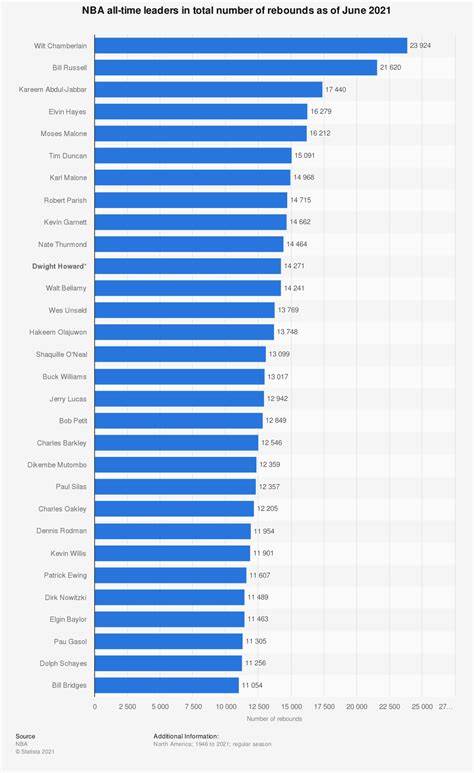 NBA all-time leaders in total number of rebounds as of June 2021
Wilt Chamberlain 23 924
Bill Russell 21 620
Kareem Abdul-Jabbar 17 440
Elvin Hayes 16 279
Moses Malone 16 212
Tim Duncan 15 091
Karl Malone 14 968
Robert Parish 14 715
Kevin Garnett 14 662
Nate Thurmond 14 464
Dwight Howard* 14 271
Walt Bellamy 14 241
Wes Unseld 13 769
Hakeem Olajuwon 13 748
Shaquille O'Neal 13 099
Buck Williams 13 017
Jerry Lucas 12 942
Bob Petit 12 849
Charles Barkley 12 546
Dikembe Mutombo 12 359
Paul Silas 12 357
Charles Oakley 12 205
Dennis Rodman 11 954
Kevin Willis 11 901
Patrick Ewing 11 607
Dirk Nowitzki 11 489
Elgin Baylor 11 463
Pau Gasol 11 305
Dolph Schayes 11 256
Bill Bridges 11 054
0 2 500 5 000 7 500 10 000 12 500 15 000 17 500 20 000 22 500 25 000 27…
Number of rebounds
Source Additional Information:
NBA North America; 1946 to 2021; regular season
© Statista 2021